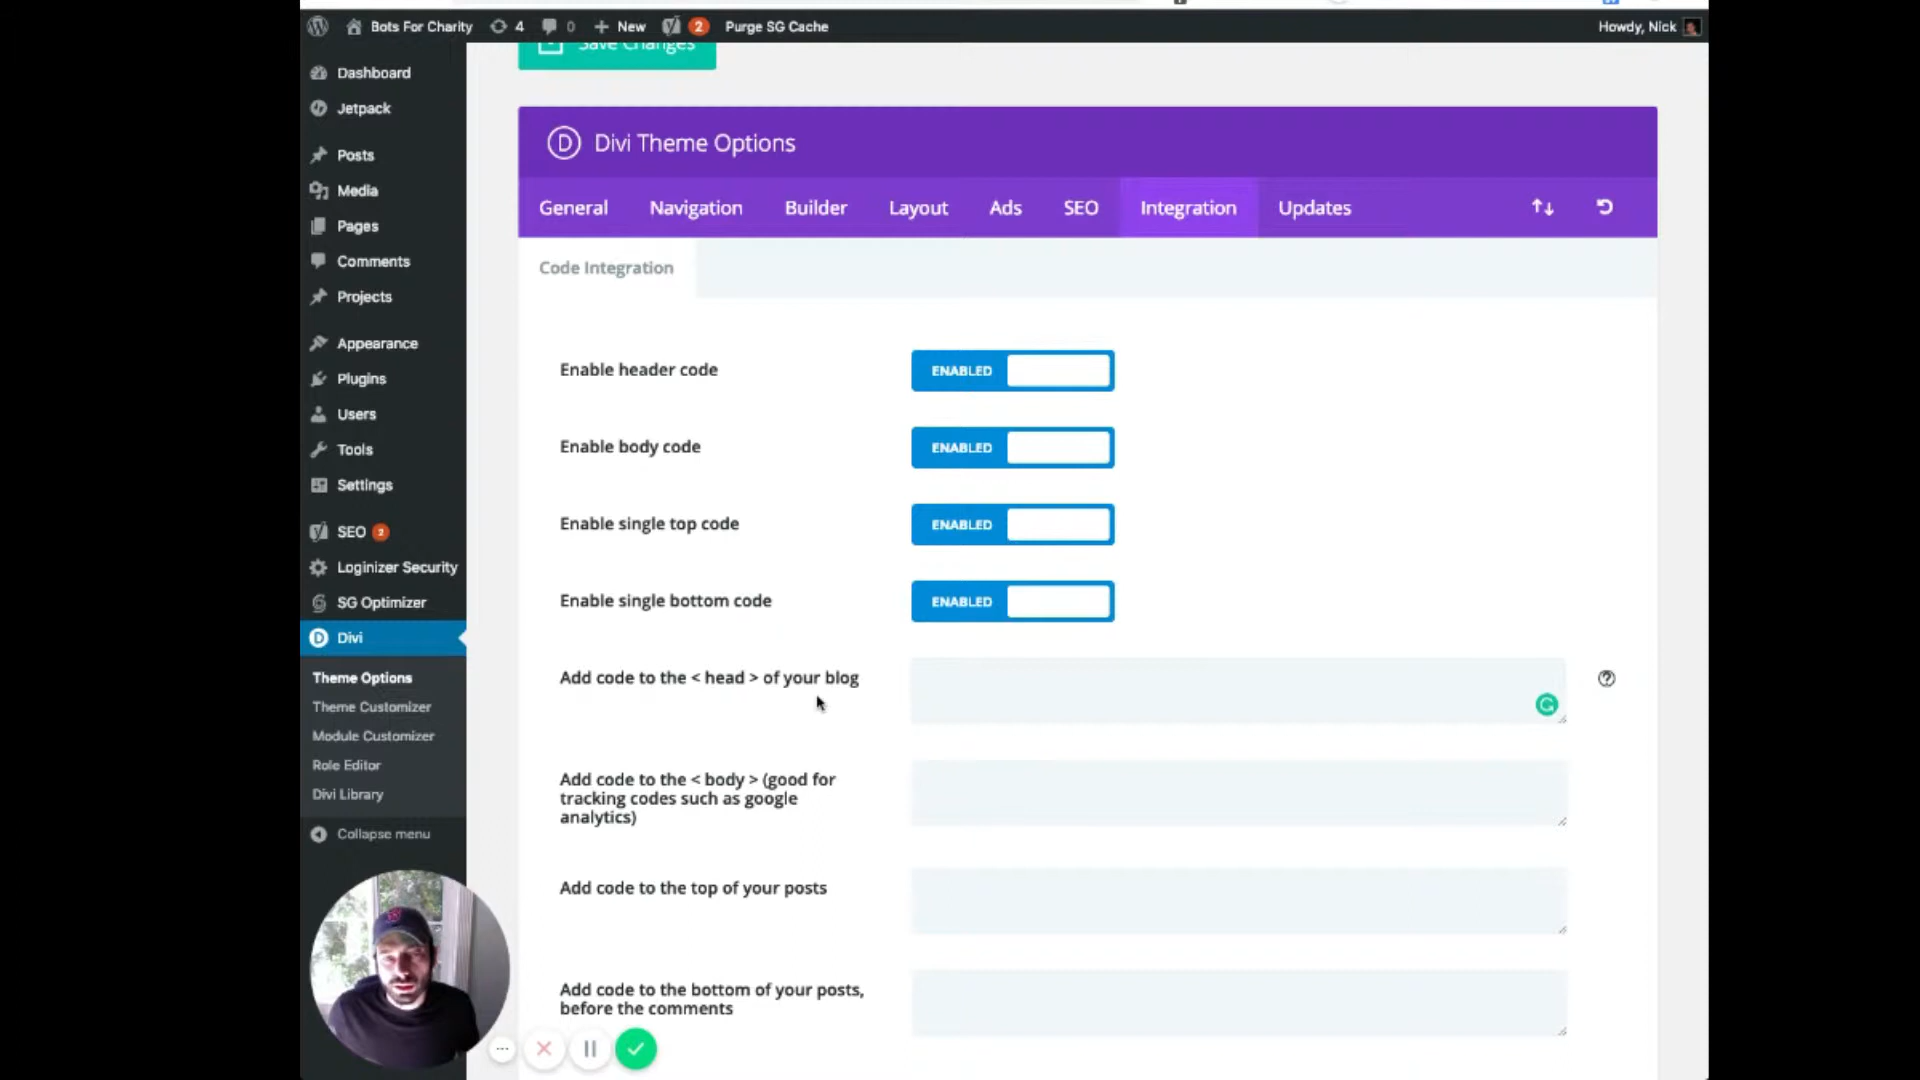 Bots For Charity 4 0 New 2 Purge SG Cache Howdy, Nick
Save Changes
Dashboard
Jetpack
Posts
Media
Pages
Comments
Projects
Appearance
Plugins
Users
Tools
Settings
SEO 2
Loginizer Security
SG Optimizer
Divi
Theme Options
Theme Customizer
Module Customizer
Role Editor
Divi Library
Collapse menu
D Divi Theme Options
General Navigation Builder Layout Ads SEO Integration Updates
Code Integration
Enable header code ENABLED
Enable body code ENABLED
Enable single top code ENABLED
Enable single bottom code ENABLED
Add code to the < head > of your blog
Add code to the < body > (good for
tracking codes such as google
analytics)
Add code to the top of your posts
Add code to the bottom of your posts,
before the comments